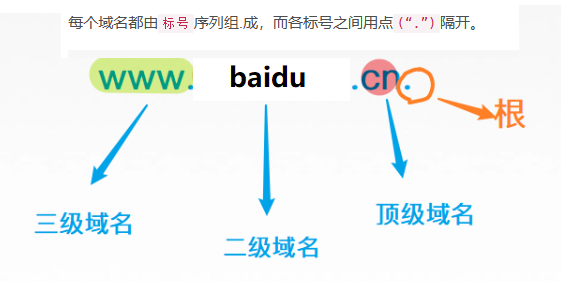 每个域名都由 标号 序列组.成，而各标号之间用点 (“.”) 隔开。
www. baidu .cn.
根
三级域名
二级域名
顶级域名